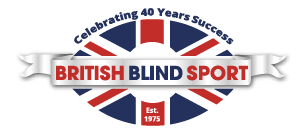 Celebrating 40 Years Success
BRITISH BLIND SPORT
Est.
1975